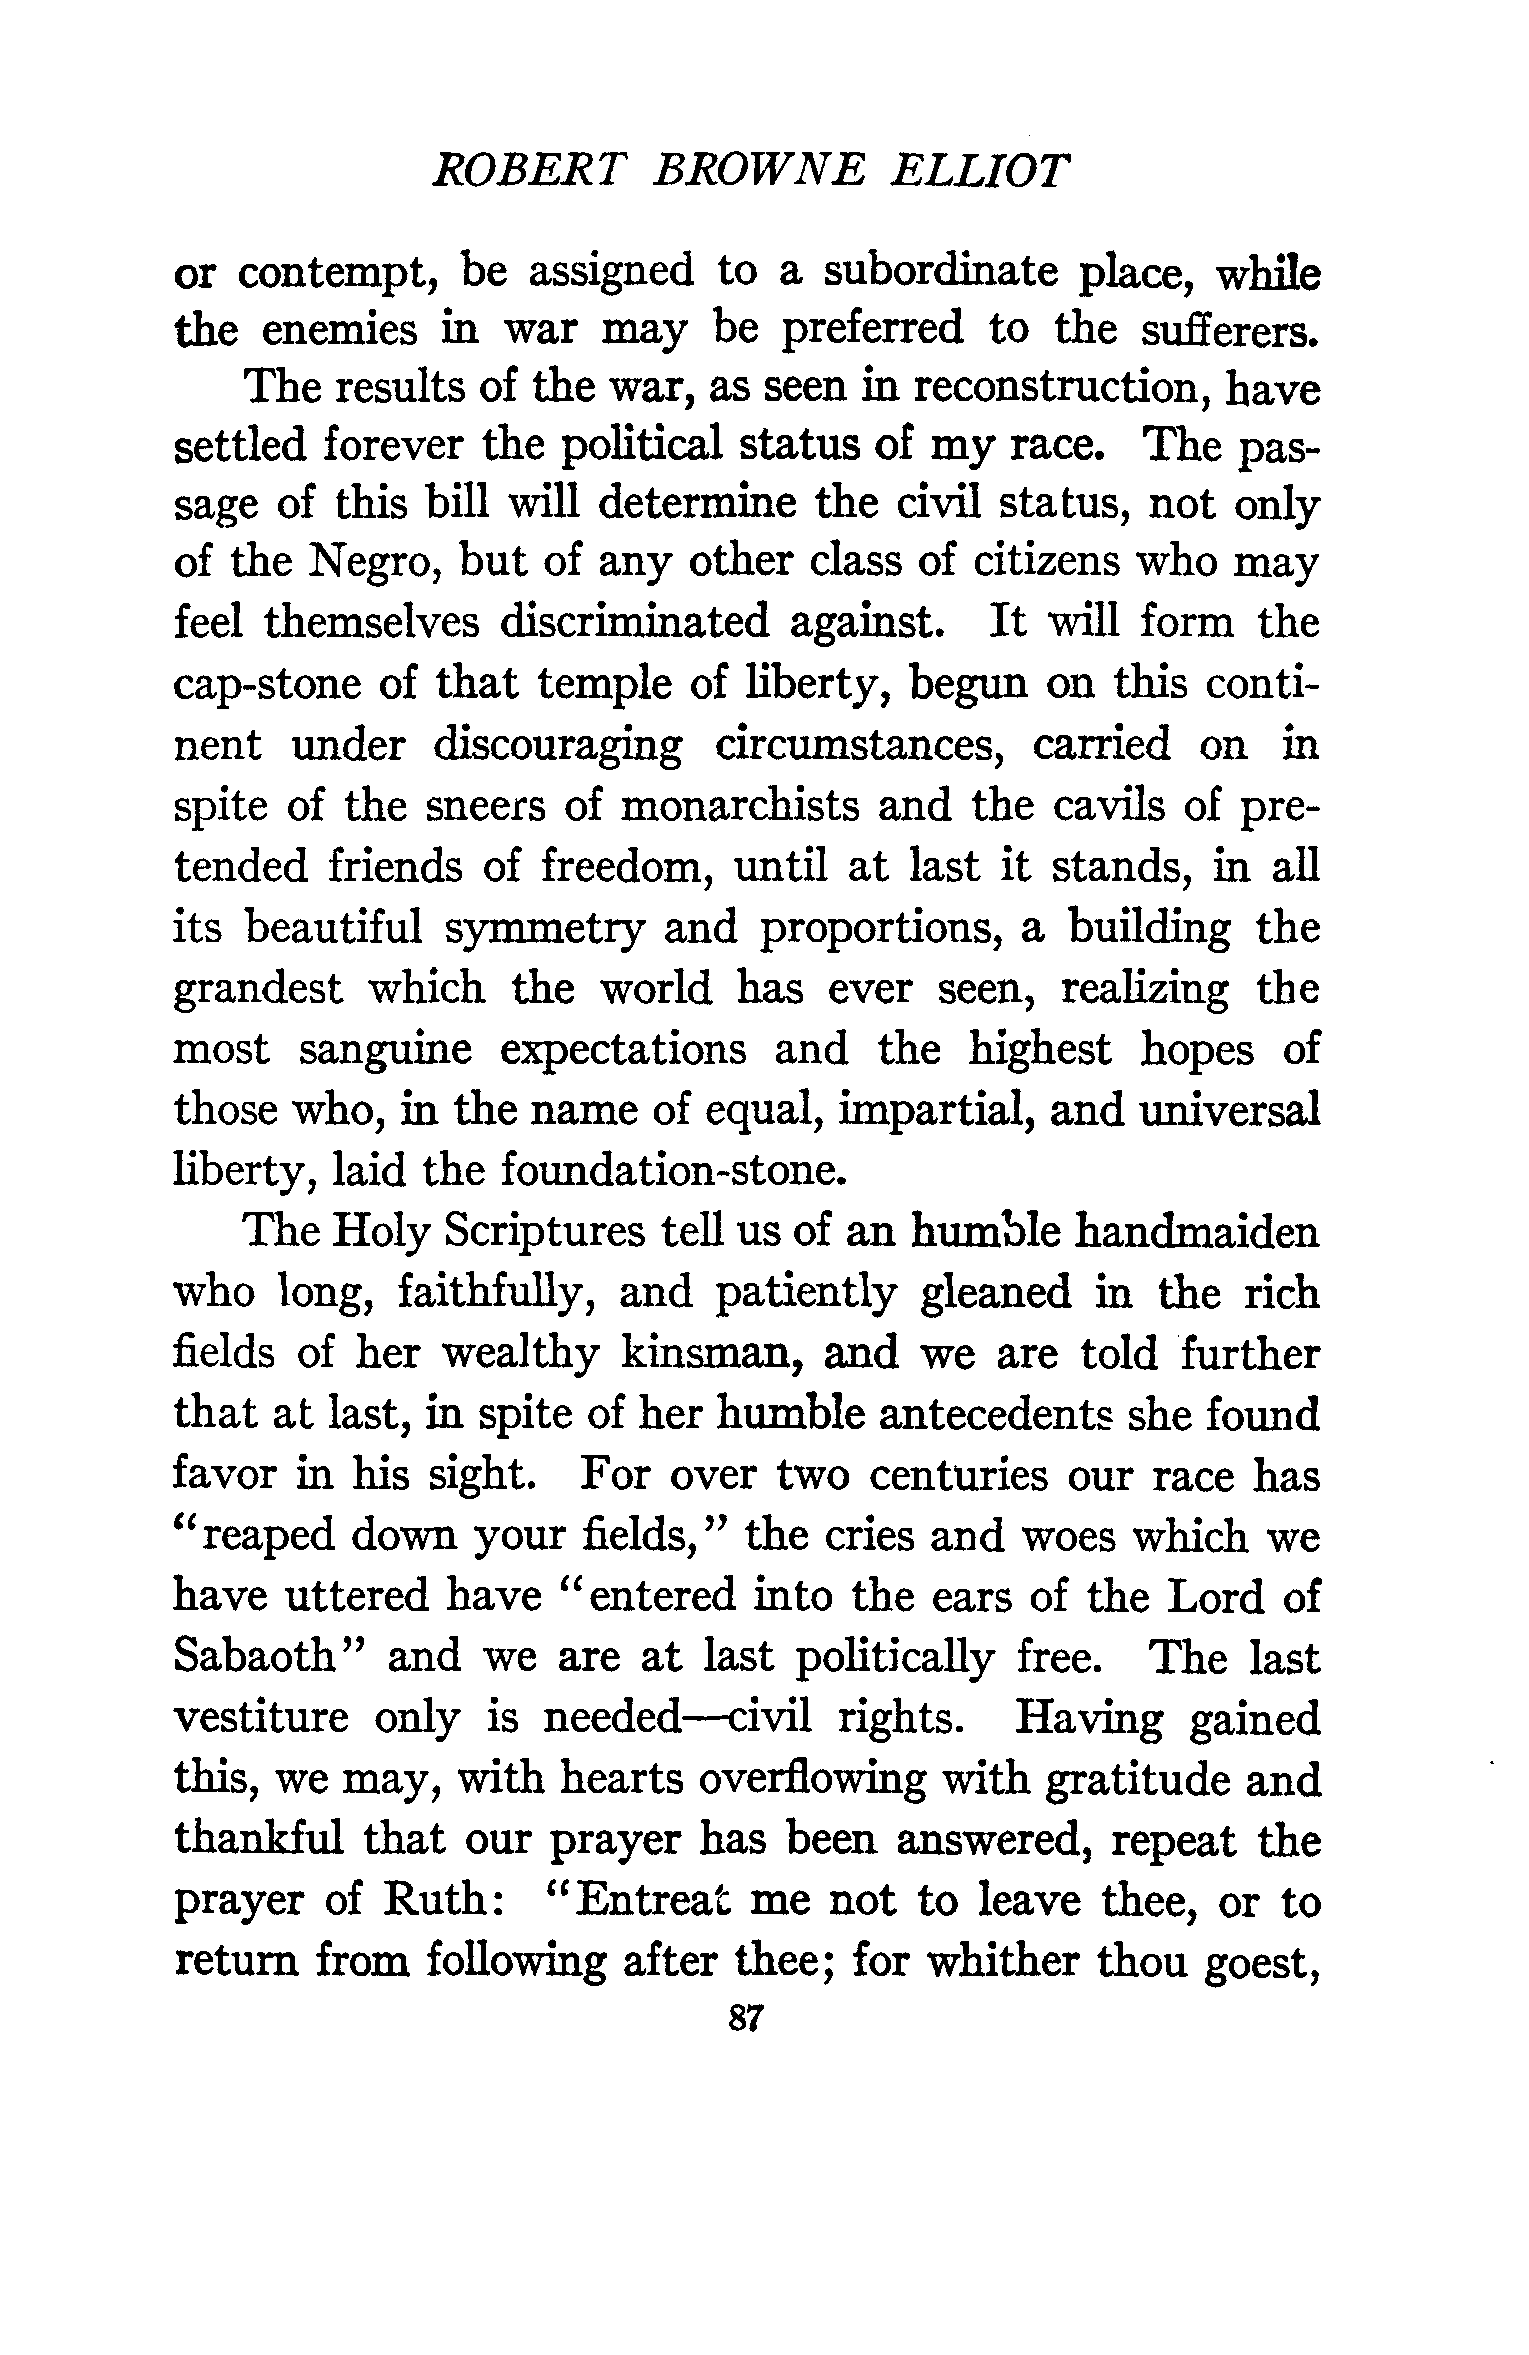 ROBERT BROWNE ELLIOT
or contempt, be assigned to a subordinate place, while
the enemies in war may be preferred to the sufferers.
The results of the war, as seen in reconstruction, have
settled forever the political status of my race. The pas-
sage of this bill will determine the civil status, not only
of the Negro, but of any other class of citizens who may
feel themselves discriminated against. It will form the
cap-stone of that temple of liberty, begun on this conti-
nent under discouraging circumstances, carried on in
spite of the sneers of monarchists and the cavils of pre-
tended friends of freedom, until at last it stands, in all
its beautiful symmetry and proportions, a building the
grandest which the world has ever seen, realizing the
most sanguine expectations and the highest hopes of
those who, in the name of equal, impartial, and universal
liberty, laid the foundation-stone.
The Holy Scriptures tell us of an humble handmaiden
who long, faithfully, and patiently gleaned in the rich
fields of her wealthy kinsman, and we are told further
that at last, in spite of her humble antecedents she found
favor in his sight. For over two centuries our race has
“reaped down your fields,” the cries and woes which we
have uttered have “entered into the ears of the Lord of
Sabaoth” and we are at last politically free. The last
vestiture only is needed—civil rights. Having gained
this, we may, with hearts overflowing with gratitude and
thankful that our prayer has been answered, repeat the
prayer of Ruth: “Entreat me not to leave thee, or to
return from following after thee; for whither thou goest,
87